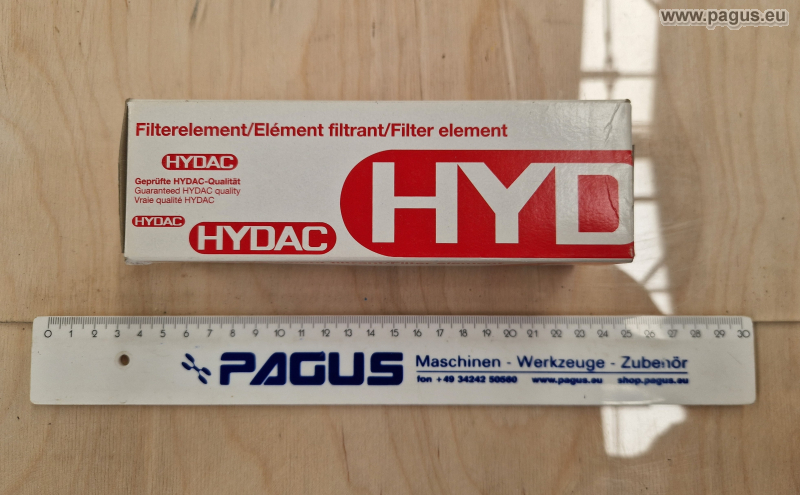 www.pagus.eu
Filterelement/Elément filtrant/Filter element
HYDAC
Geprüfte HYDAC-Qualität
Guaranteed HYDAC quality
Vraie qualité HYDAC
HYDAC
HYDAC
HYD
0 1 2 3 4 5 6 7 8 9 10 11 12 13 14 15 16 17 18 19 20 21 22 23 24 25 26 27 28 29 30
PAGUS
Maschinen - Werkzeuge - Zubehör
fon +49 34242 50560 www.pagus.eu shop.pagus.eu